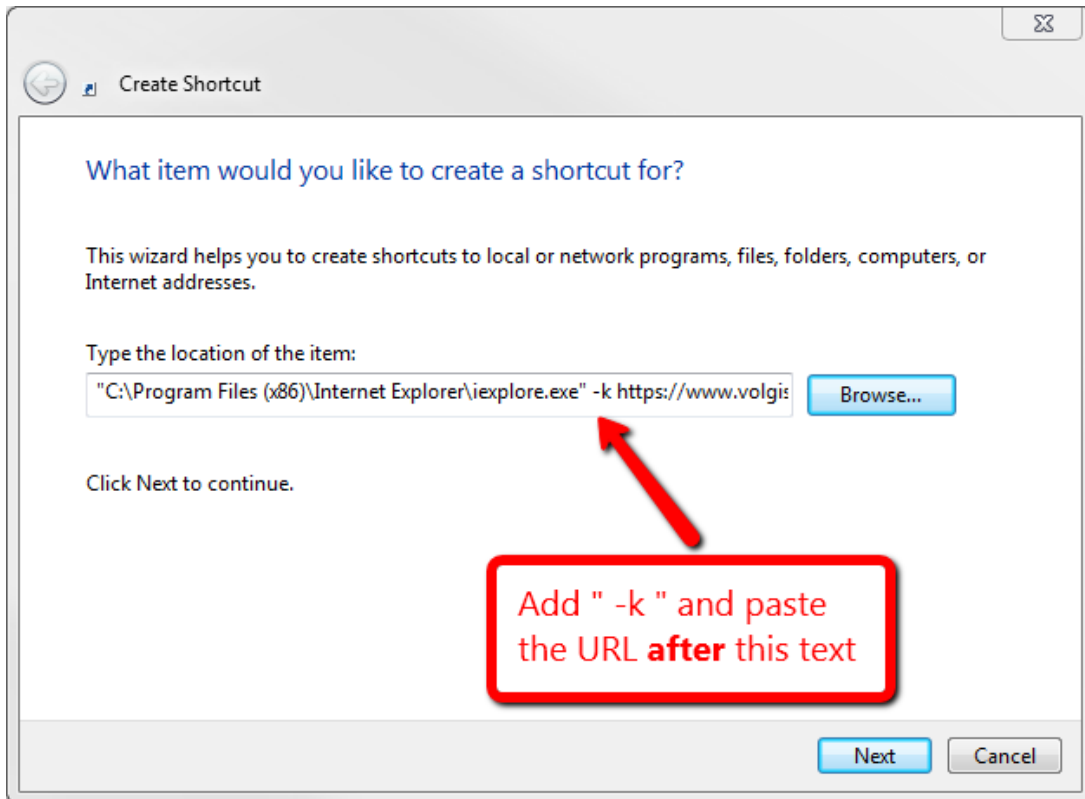 Create Shortcut
What item would you like to create a shortcut for?
This wizard helps you to create shortcuts to local or network programs, files, folders, computers, or
Internet addresses.
Type the location of the item:
"C:\Program Files (x86)\Internet Explorer\iexplore.exe" -k https://www.volgis
Browse...
Click Next to continue.
Add " -k " and paste
the URL after this text
Next
Cancel